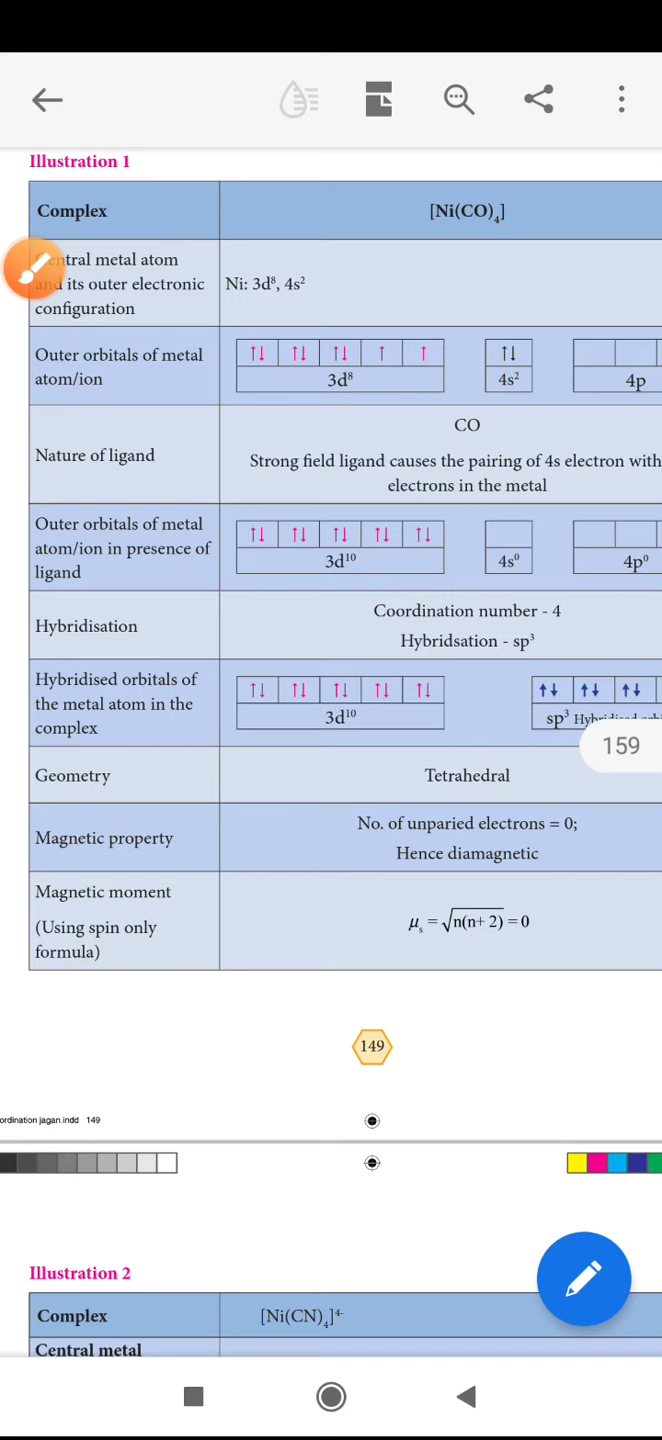 Illustration 1
Complex
[Ni(CO)₄]
entral metal atom
and its outer electronic
configuration
Ni: 3d⁸, 4s²
Outer orbitals of metal
atom/ion
↑↓ ↑↓ ↑↓ ↑ ↑
3d⁸
↑↓
4s²
4p
Nature of ligand
CO
Strong field ligand causes the pairing of 4s electron with
electrons in the metal
Outer orbitals of metal
atom/ion in presence of
ligand
↑↓ ↑↓ ↑↓ ↑↓ ↑↓
3d¹⁰
4s⁰
4p⁰
Hybridisation
Coordination number - 4
Hybridsation - sp³
Hybridised orbitals of
the metal atom in the
complex
↑↓ ↑↓ ↑↓ ↑↓ ↑↓
3d¹⁰
↑↓ ↑↓ ↑↓
sp³ Hybridised orbi
159
Geometry
Tetrahedral
Magnetic property
No. of unparied electrons = 0;
Hence diamagnetic
Magnetic moment
(Using spin only
formula)
μₛ = √n(n+ 2) = 0
149
ordination jagan.indd 149
Illustration 2
Complex
[Ni(CN)₄]⁴⁻
Central metal